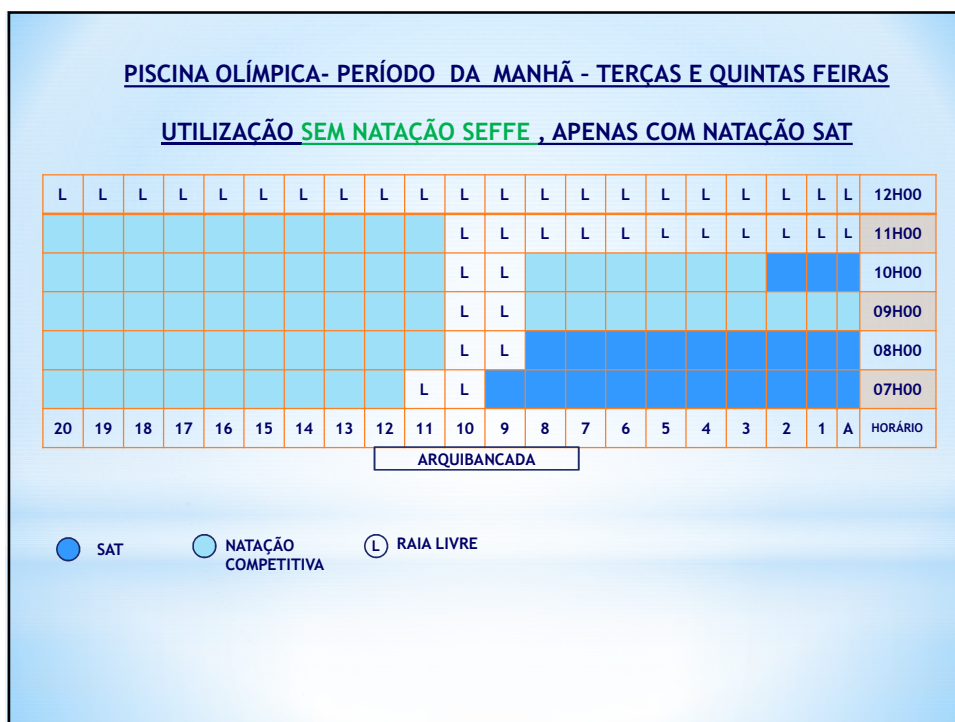 PISCINA OLÍMPICA- PERÍODO DA MANHÃ – TERÇAS E QUINTAS FEIRAS
UTILIZAÇÃO SEM NATAÇÃO SEFFE , APENAS COM NATAÇÃO SAT
L L L L L L L L L L L L L L L L L L L L L 12H00
L L L L L L L L L L L 11H00
L L 10H00
L L 09H00
L L 08H00
L L 07H00
20 19 18 17 16 15 14 13 12 11 10 9 8 7 6 5 4 3 2 1 A HORÁRIO
ARQUIBANCADA
SAT
NATAÇÃO
COMPETITIVA
L RAIA LIVRE